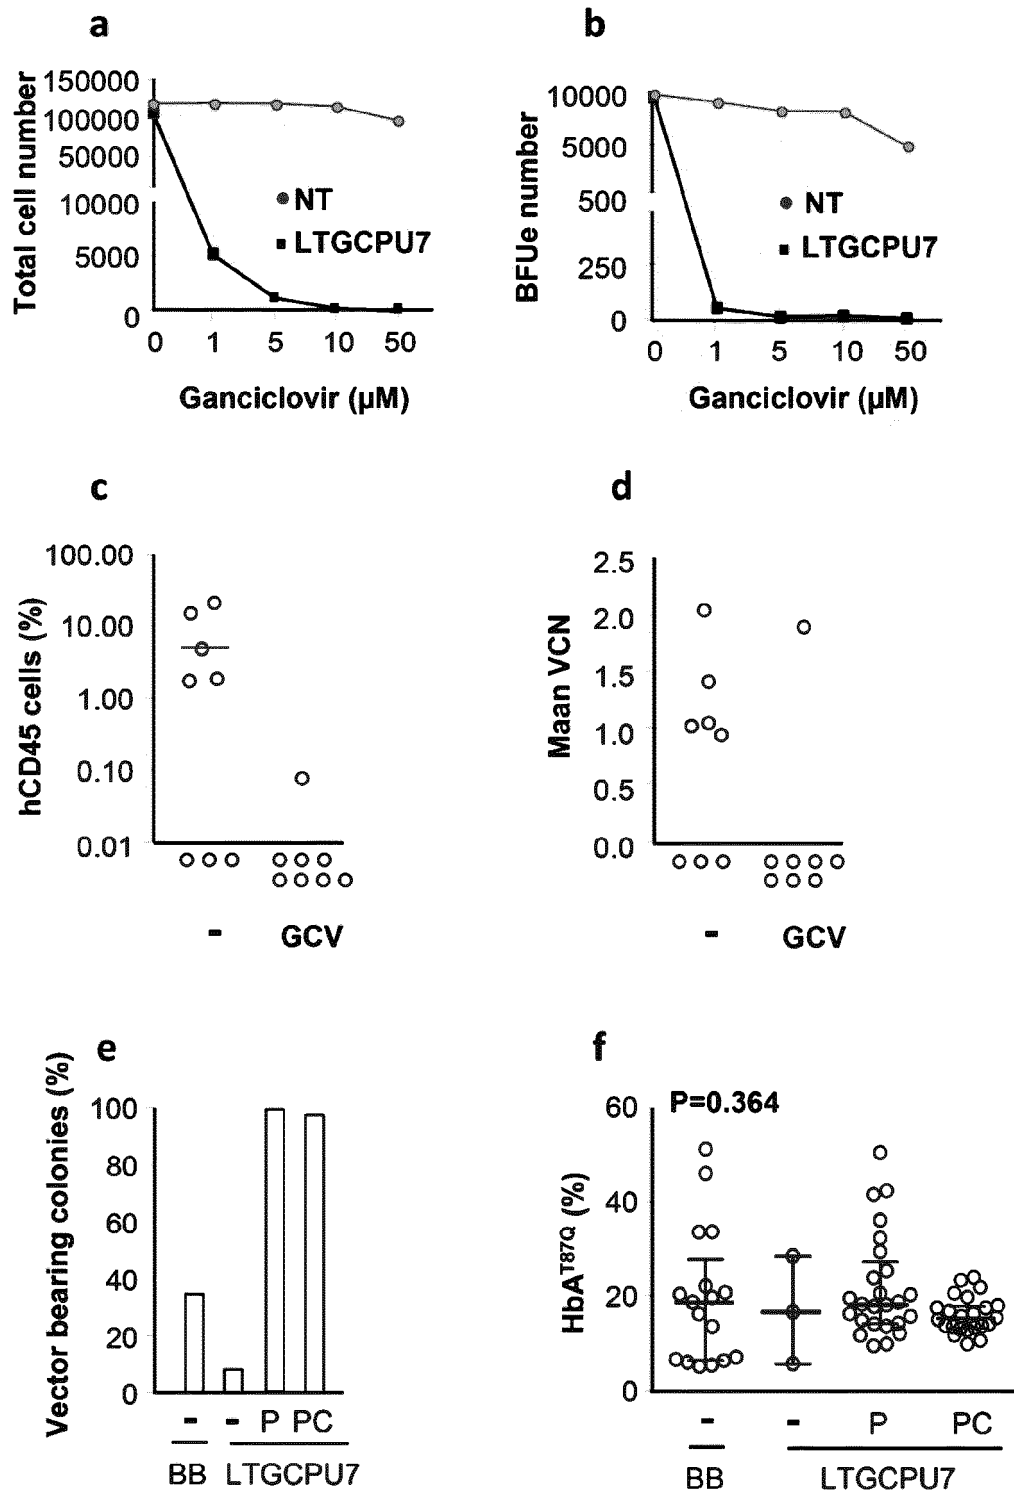 a
Total cell number
150000
100000
50000
10000
5000
0
NT
LTGCPU7
0 1 5 10 50
Ganciclovir (µM)
b
BFUe number
10000
5000
500
250
0
NT
LTGCPU7
0 1 5 10 50
Ganciclovir (µM)
c
hCD45 cells (%)
100.00
10.00
1.00
0.10
0.01
- GCV
d
Maan VCN
2.5
2.0
1.5
1.0
0.5
0.0
- GCV
e
Vector bearing colonies (%)
100
80
60
40
20
0
- - P PC
BB LTGCPU7
f
HbA^T87Q (%)
P=0.364
60
40
20
0
- - P PC
BB LTGCPU7